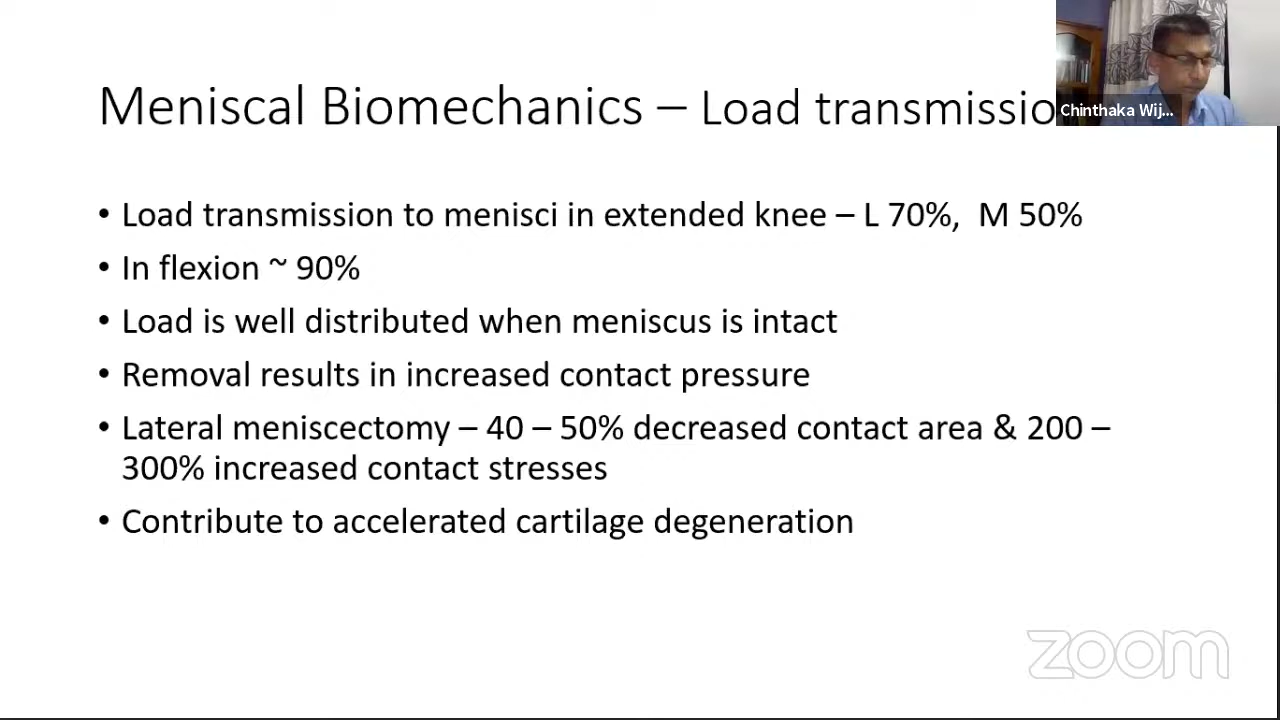 Meniscal Biomechanics – Load transmissio
Chinthaka Wij...
• Load transmission to menisci in extended knee – L 70%, M 50%
• In flexion ~ 90%
• Load is well distributed when meniscus is intact
• Removal results in increased contact pressure
• Lateral meniscectomy – 40 – 50% decreased contact area & 200 –
300% increased contact stresses
• Contribute to accelerated cartilage degeneration
zoom